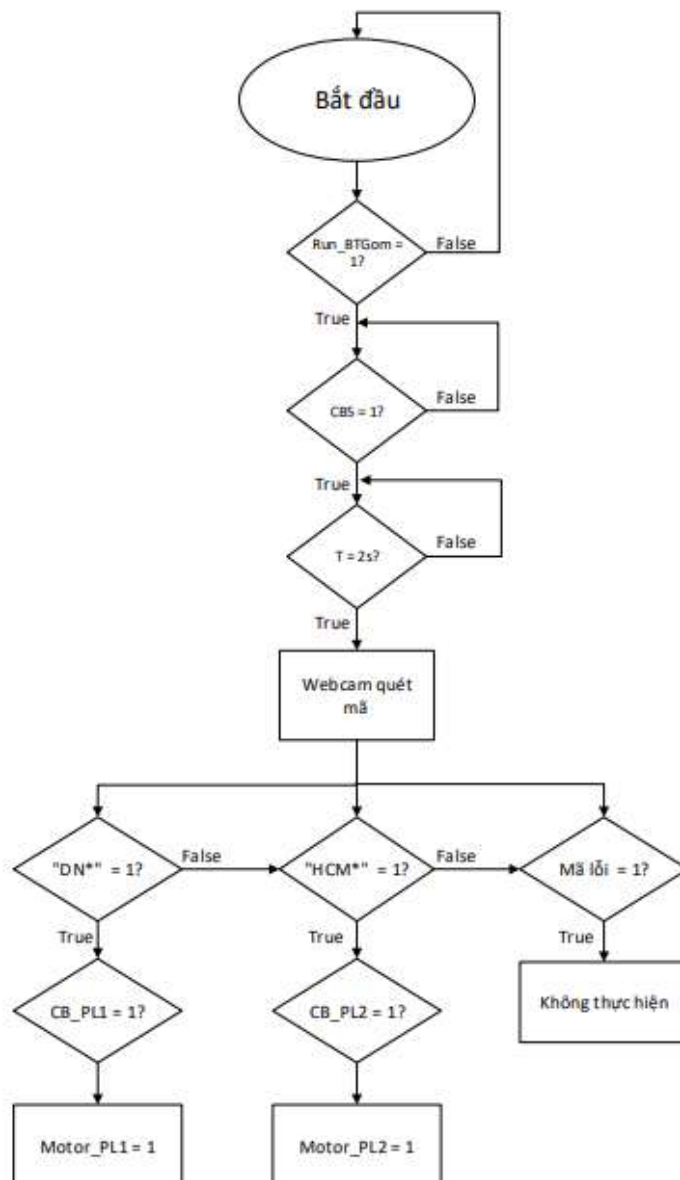 Bắt đầu
Run_BTGom =
1?
False
True
CB5 = 1?
False
True
T = 2s?
False
True
Webcam quét
mã
"DN*" = 1?
False
"HCM*" = 1?
False
Mã lỗi = 1?
True
True
True
CB_PL1 = 1?
CB_PL2 = 1?
Không thực hiện
Motor_PL1 = 1
Motor_PL2 = 1